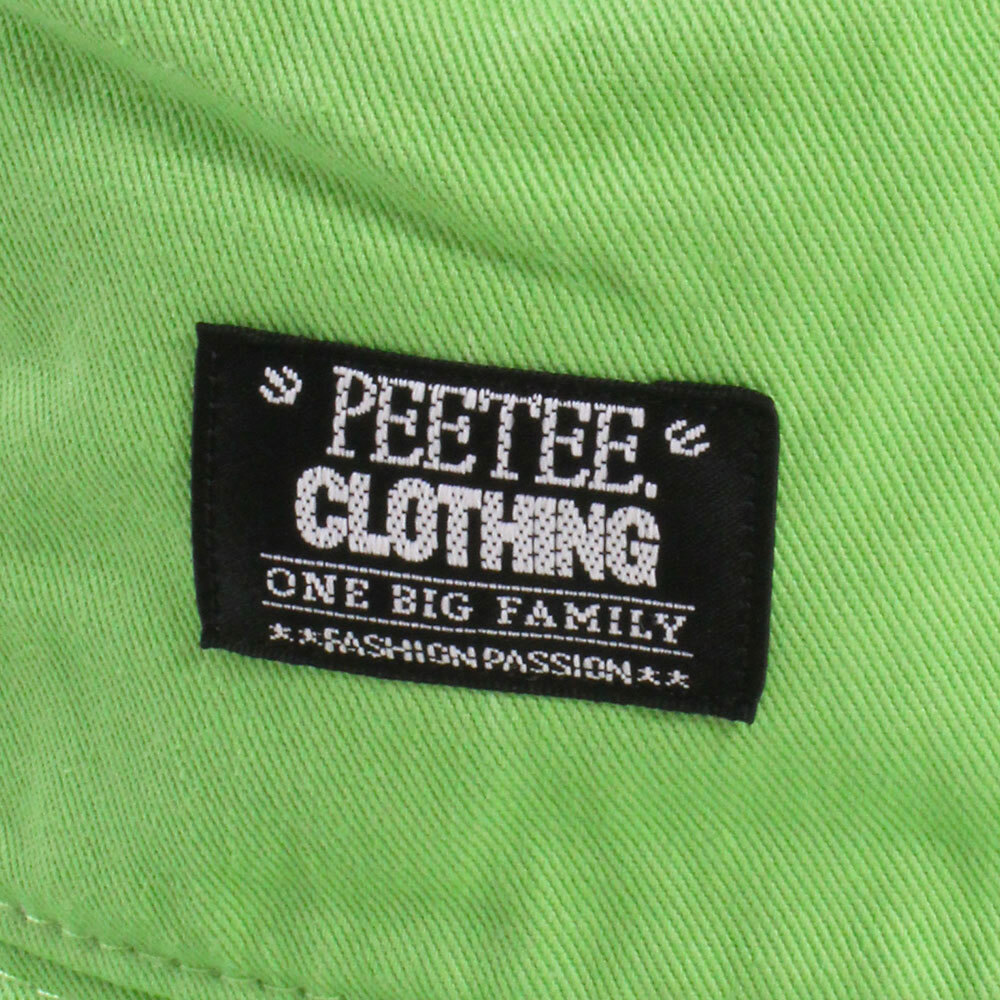 PEETEE.
CLOTHING
ONE BIG FAMILY
**FASHION PASSION**